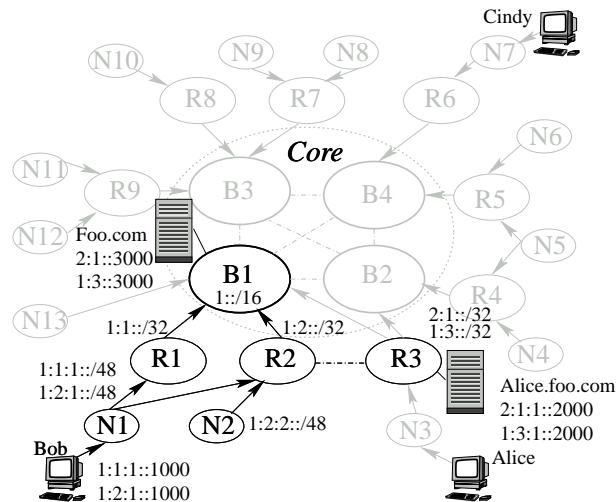 Cindy
N10
N9
N8
N7
R8
R7
R6
Core
N6
N11
R9
B3
B4
R5
N12
Foo.com
2:1::3000
1:3::3000
B1
1::/16
B2
N5
R4
N13
1:1::/32
1:2::/32
2:1::/32
1:3::/32
R1
R2
R3
N4
1:1:1::/48
1:2:1::/48
Alice.foo.com
2:1:1::2000
1:3:1::2000
N1
N2
1:2:2::/48
N3
Bob
Alice
1:1:1::1000
1:2:1::1000